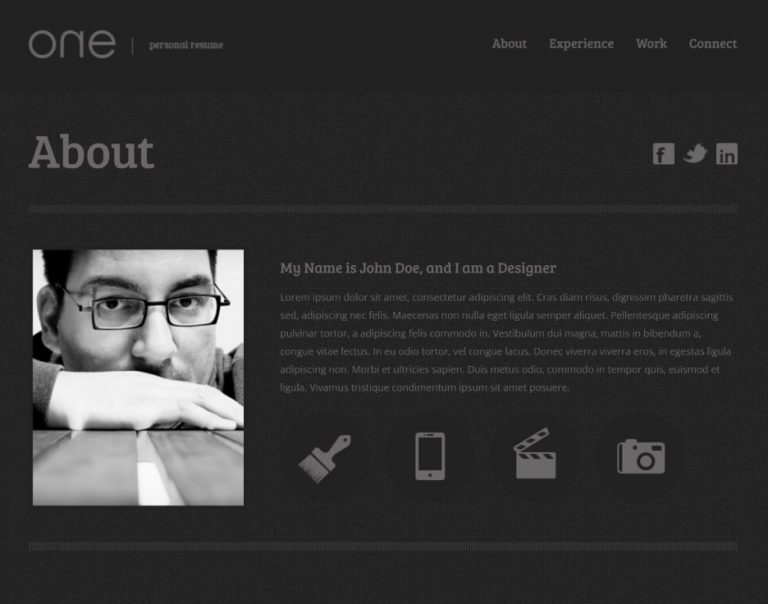 one | personal resume
About Experience Work Connect
About
f in
My Name is John Doe, and I am a Designer
Lorem ipsum dolor sit amet, consectetur adipiscing elit. Cras diam risus, dignissim pharetra sagittis
sed, adipiscing nec felis. Maecenas non nulla eget ligula semper aliquet. Pellentesque adipiscing
pulvinar tortor, a adipiscing felis commodo in. Vestibulum dui magna, mattis in bibendum a,
congue vitae lectus. In eu odio tortor, vel congue lacus. Donec viverra viverra eros, in egestas ligula
adipiscing non. Morbi et ultricies sapien. Duis metus odio, commodo in tempor quis, euismod et
ligula. Vivamus tristique condimentum ipsum sit amet posuere.